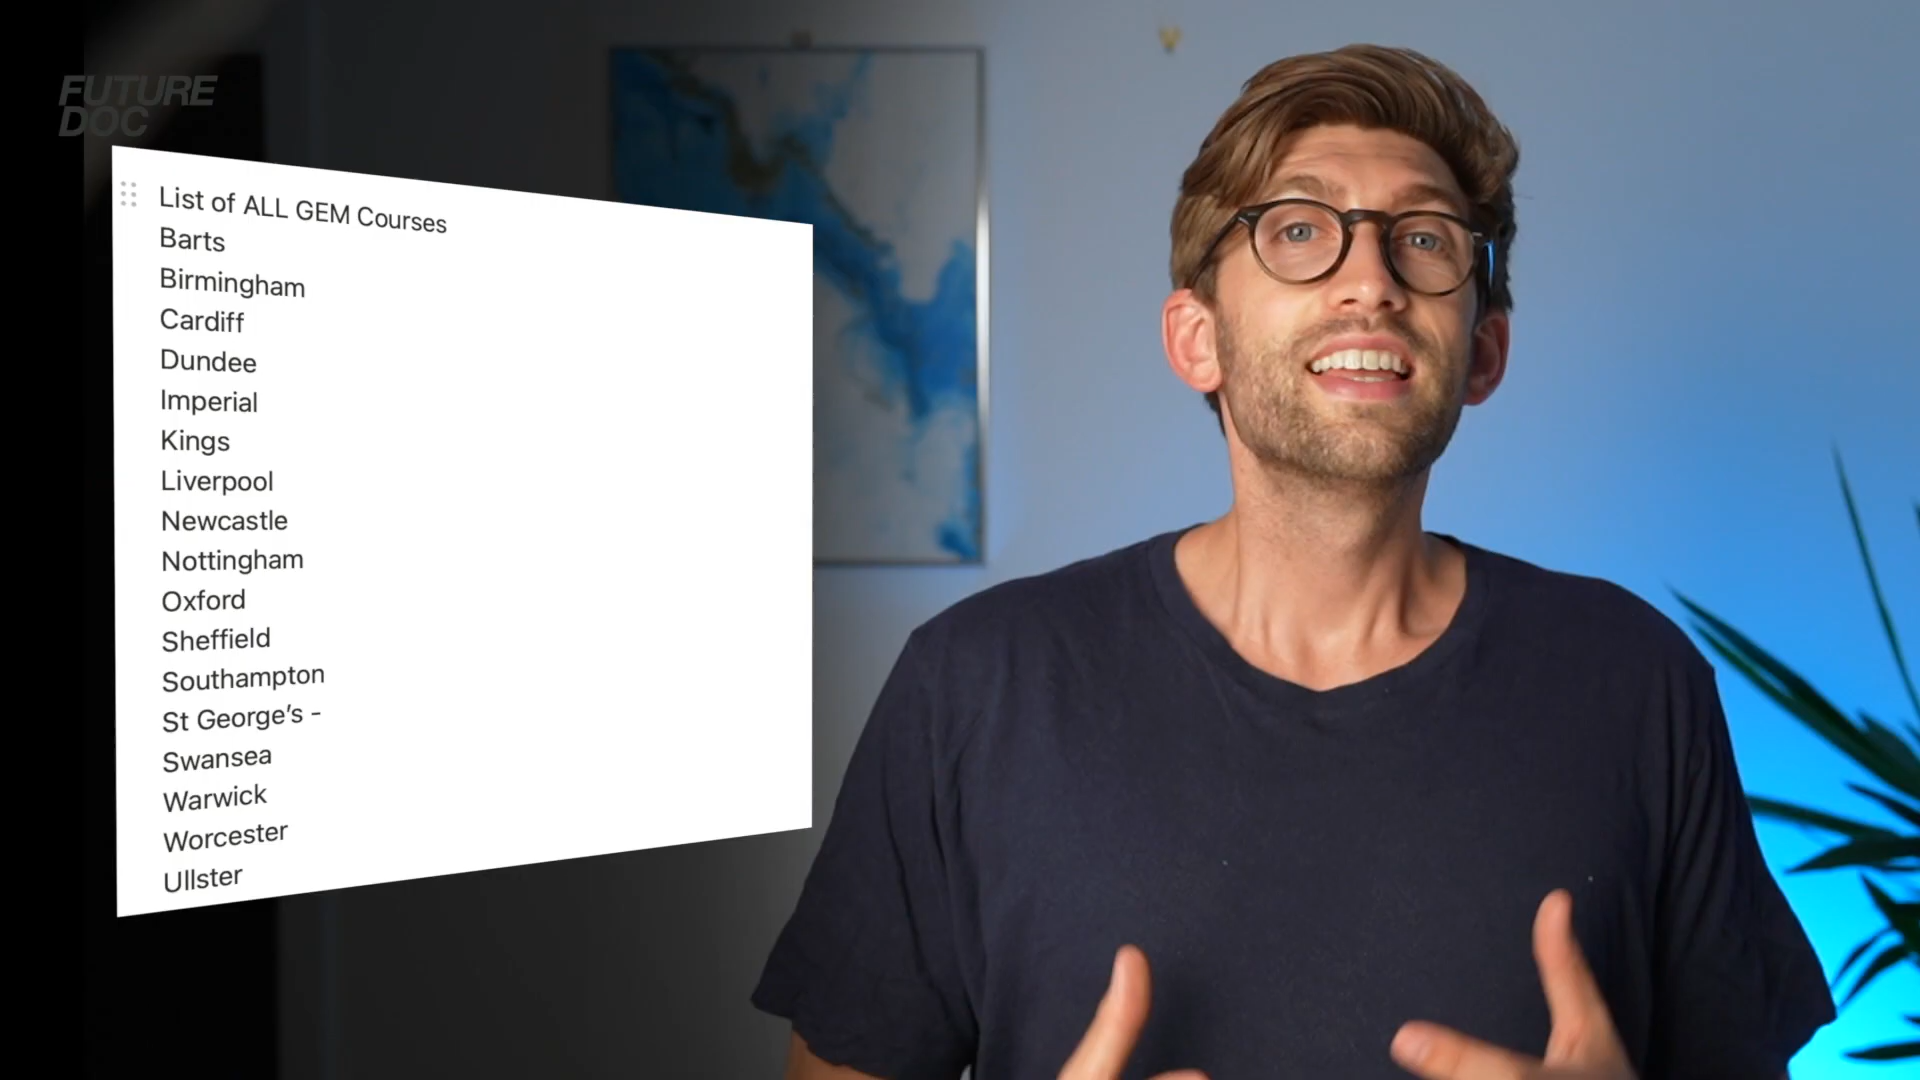 FUTURE
DOC
List of ALL GEM Courses
Barts
Birmingham
Cardiff
Dundee
Imperial
Kings
Liverpool
Newcastle
Nottingham
Oxford
Sheffield
Southampton
St George's -
Swansea
Warwick
Worcester
Ullster